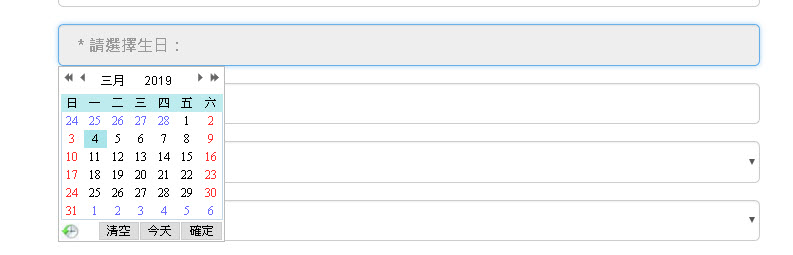 * 請選擇生日：
三月 2019
日 一 二 三 四 五 六
24 25 26 27 28 1 2
3 4 5 6 7 8 9
10 11 12 13 14 15 16
17 18 19 20 21 22 23
24 25 26 27 28 29 30
31 1 2 3 4 5 6
清空 今天 確定